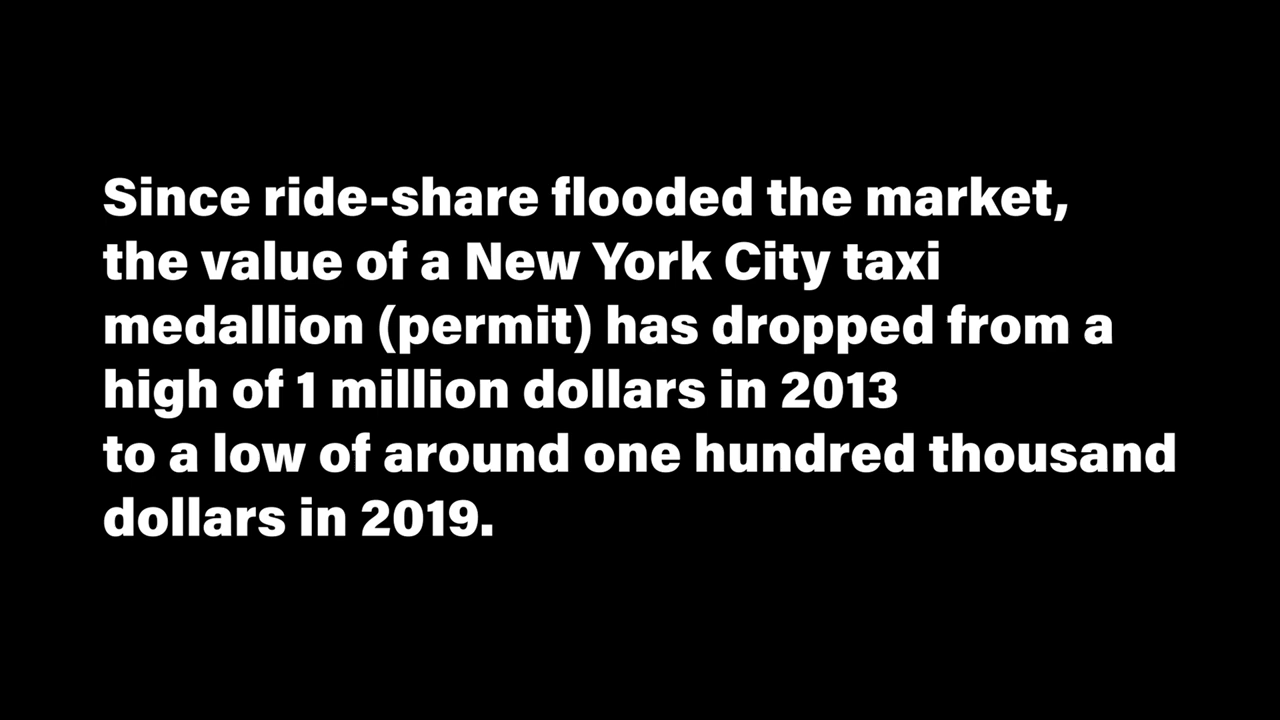 Since ride-share flooded the market,
the value of a New York City taxi
medallion (permit) has dropped from a
high of 1 million dollars in 2013
to a low of around one hundred thousand
dollars in 2019.